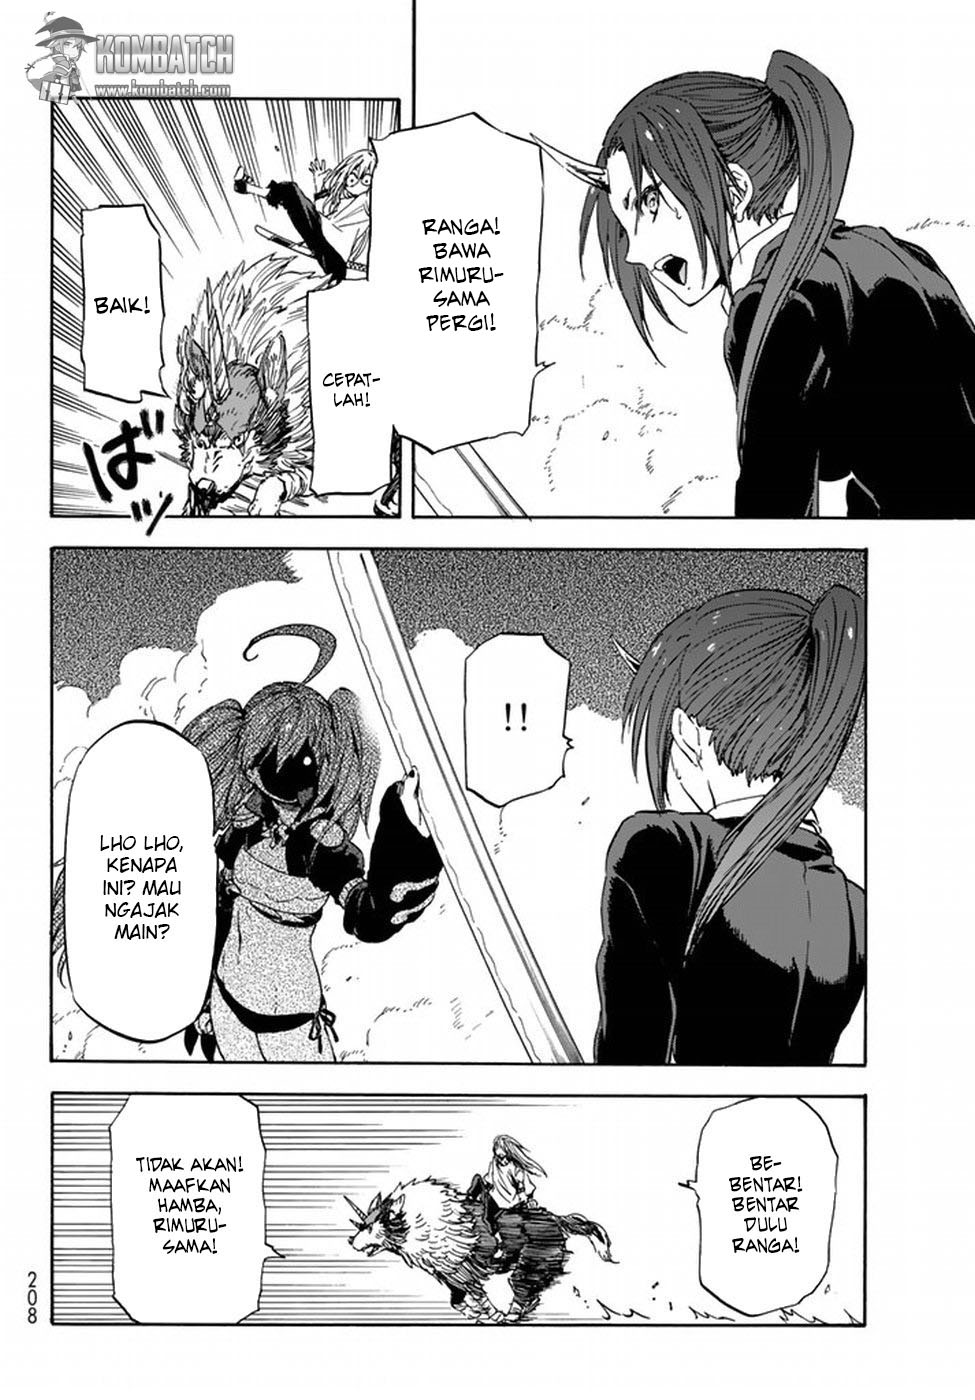 KOMBATCH
www.kombatch.com
RANGA!
BAWA
RIMURU-
SAMA
PERGI!
CEPAT-
LAH!
BAIK!
ばッ
!!
LHO LHO,
KENAPA
INI? MAU
NGAJAK
MAIN?
BE-
BENTAR!
BENTAR
DULU
RANGA!
TIDAK AKAN!
MAAFKAN
HAMBA,
RIMURU-
SAMA!
208